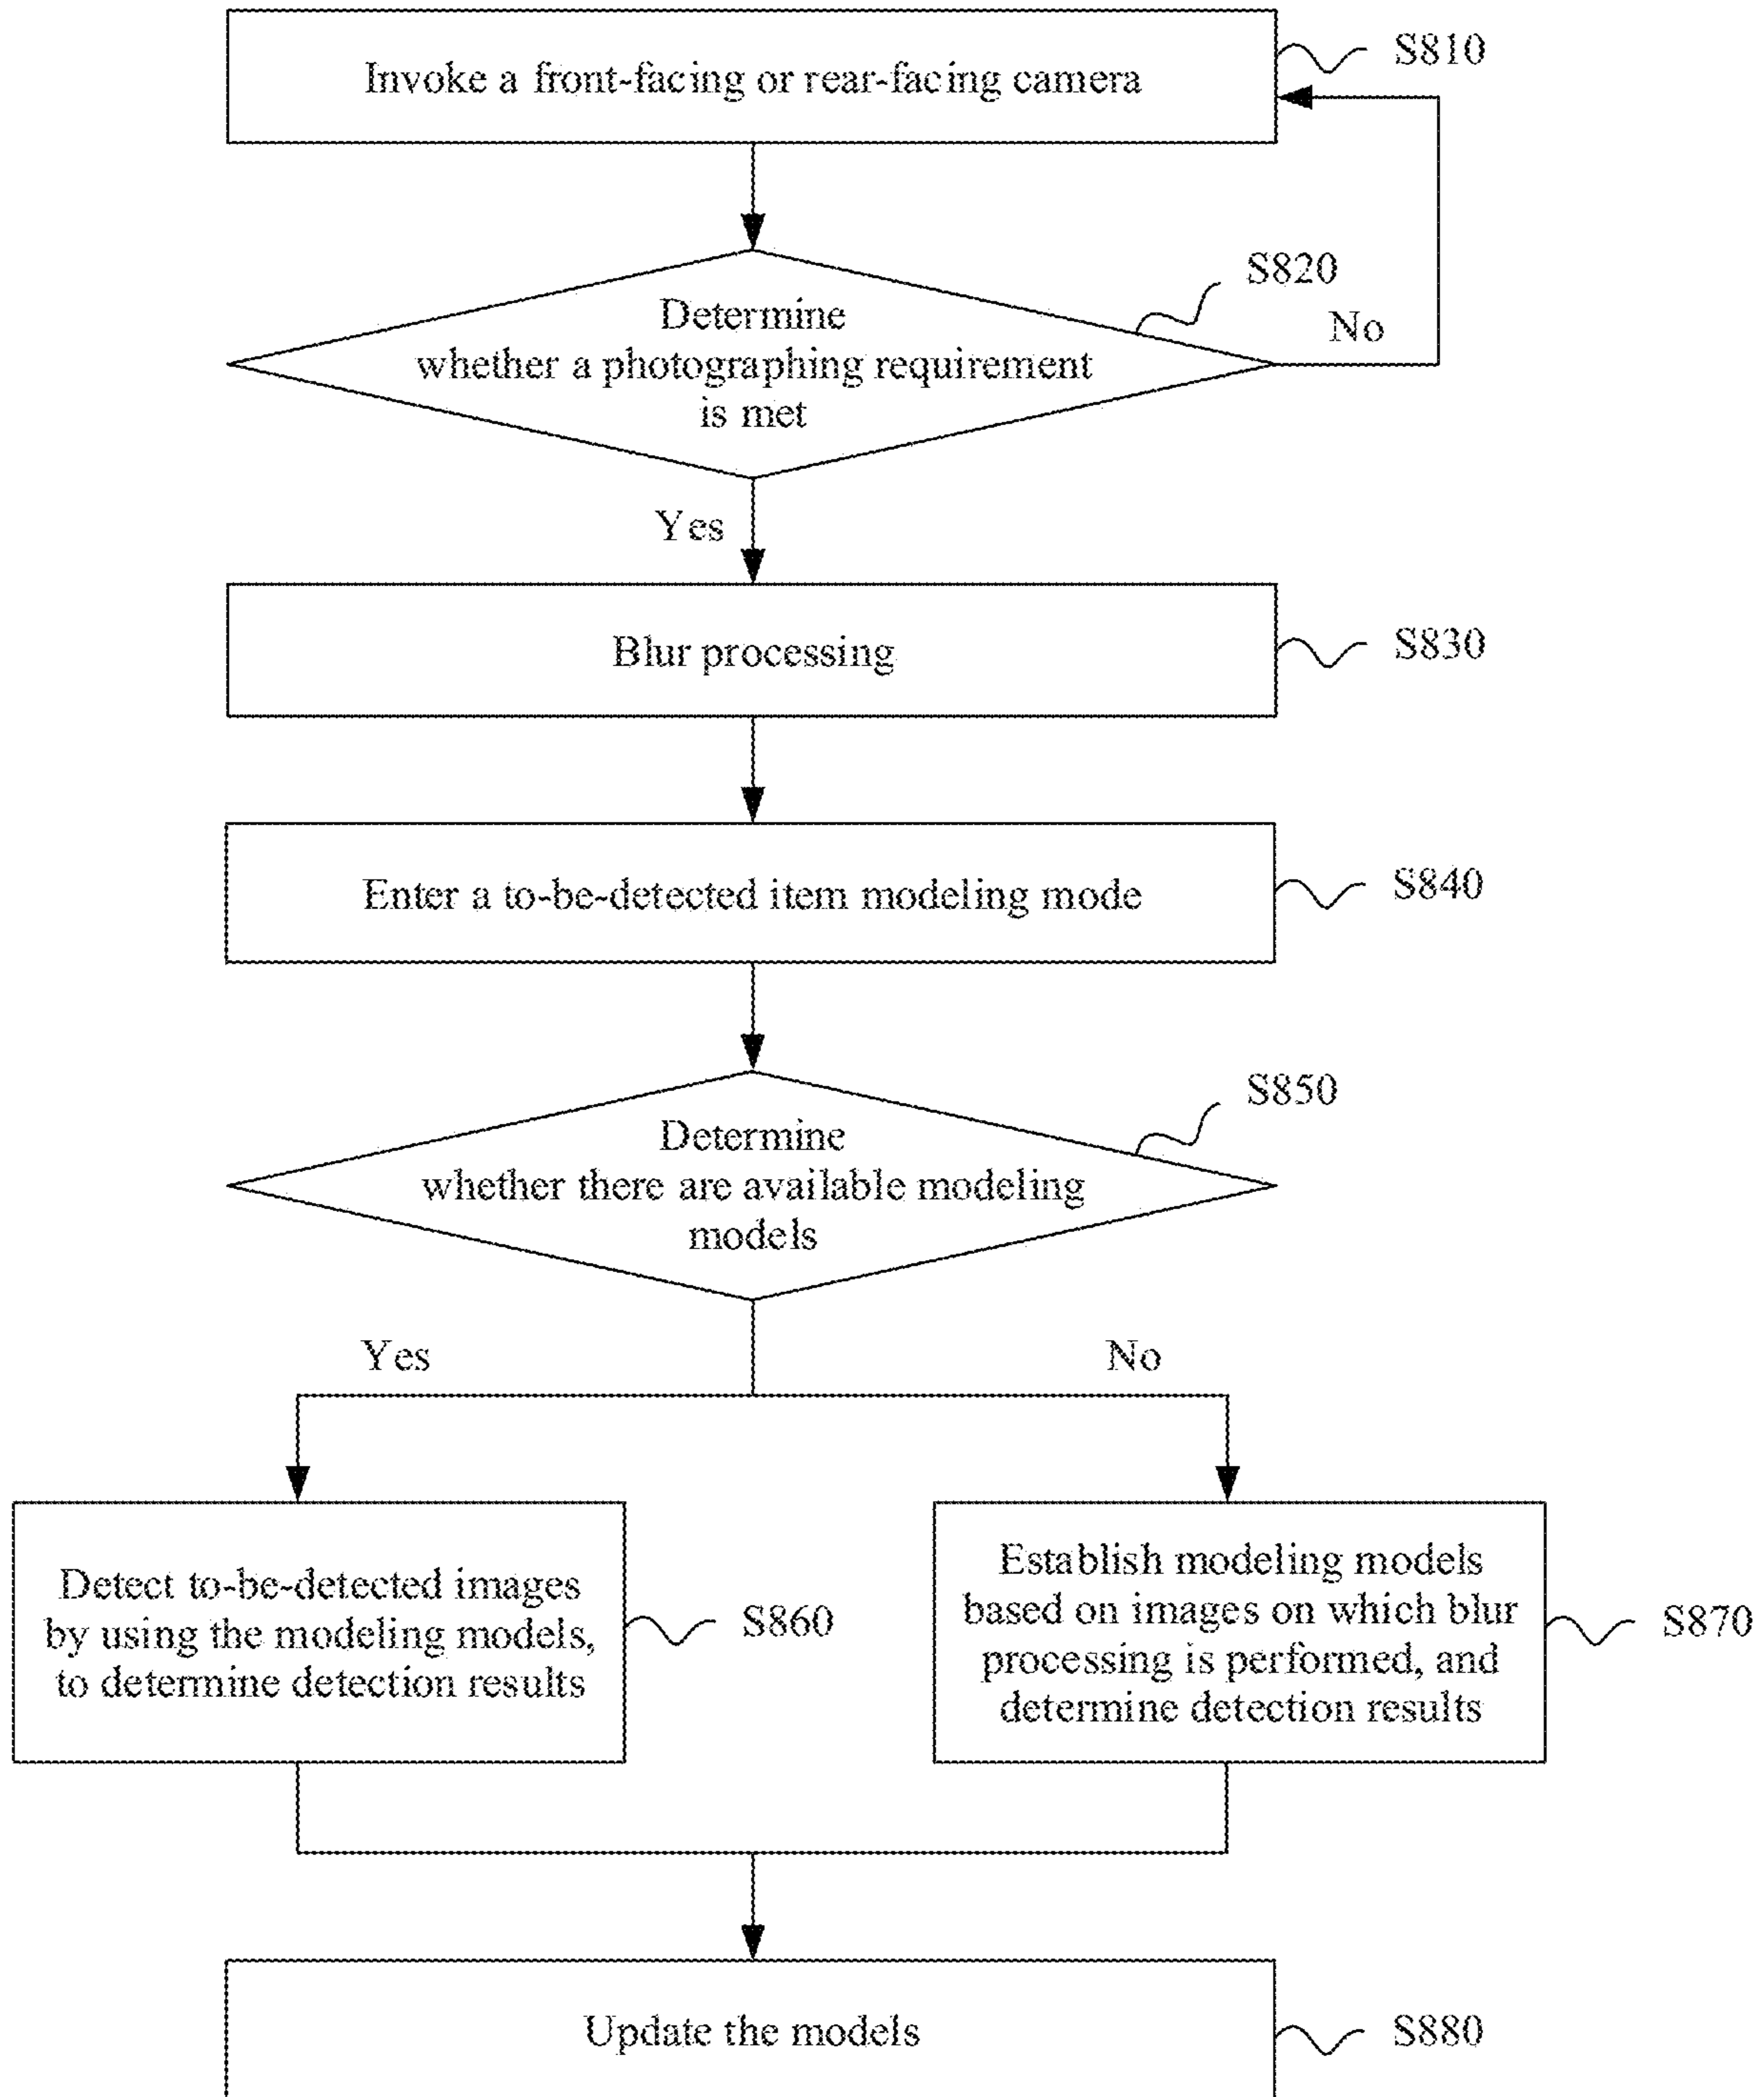 Invoke a front-facing or rear-facing camera
S810
S820
Determine
whether a photographing requirement
is met
No
Yes
Blur processing
S830
Enter a to-be-detected item modeling mode
S840
S850
Determine
whether there are available modeling
models
Yes
No
Detect to-be-detected images
by using the modeling models,
to determine detection results
S860
Establish modeling models
based on images on which blur
processing is performed, and
determine detection results
S870
Update the models
S880